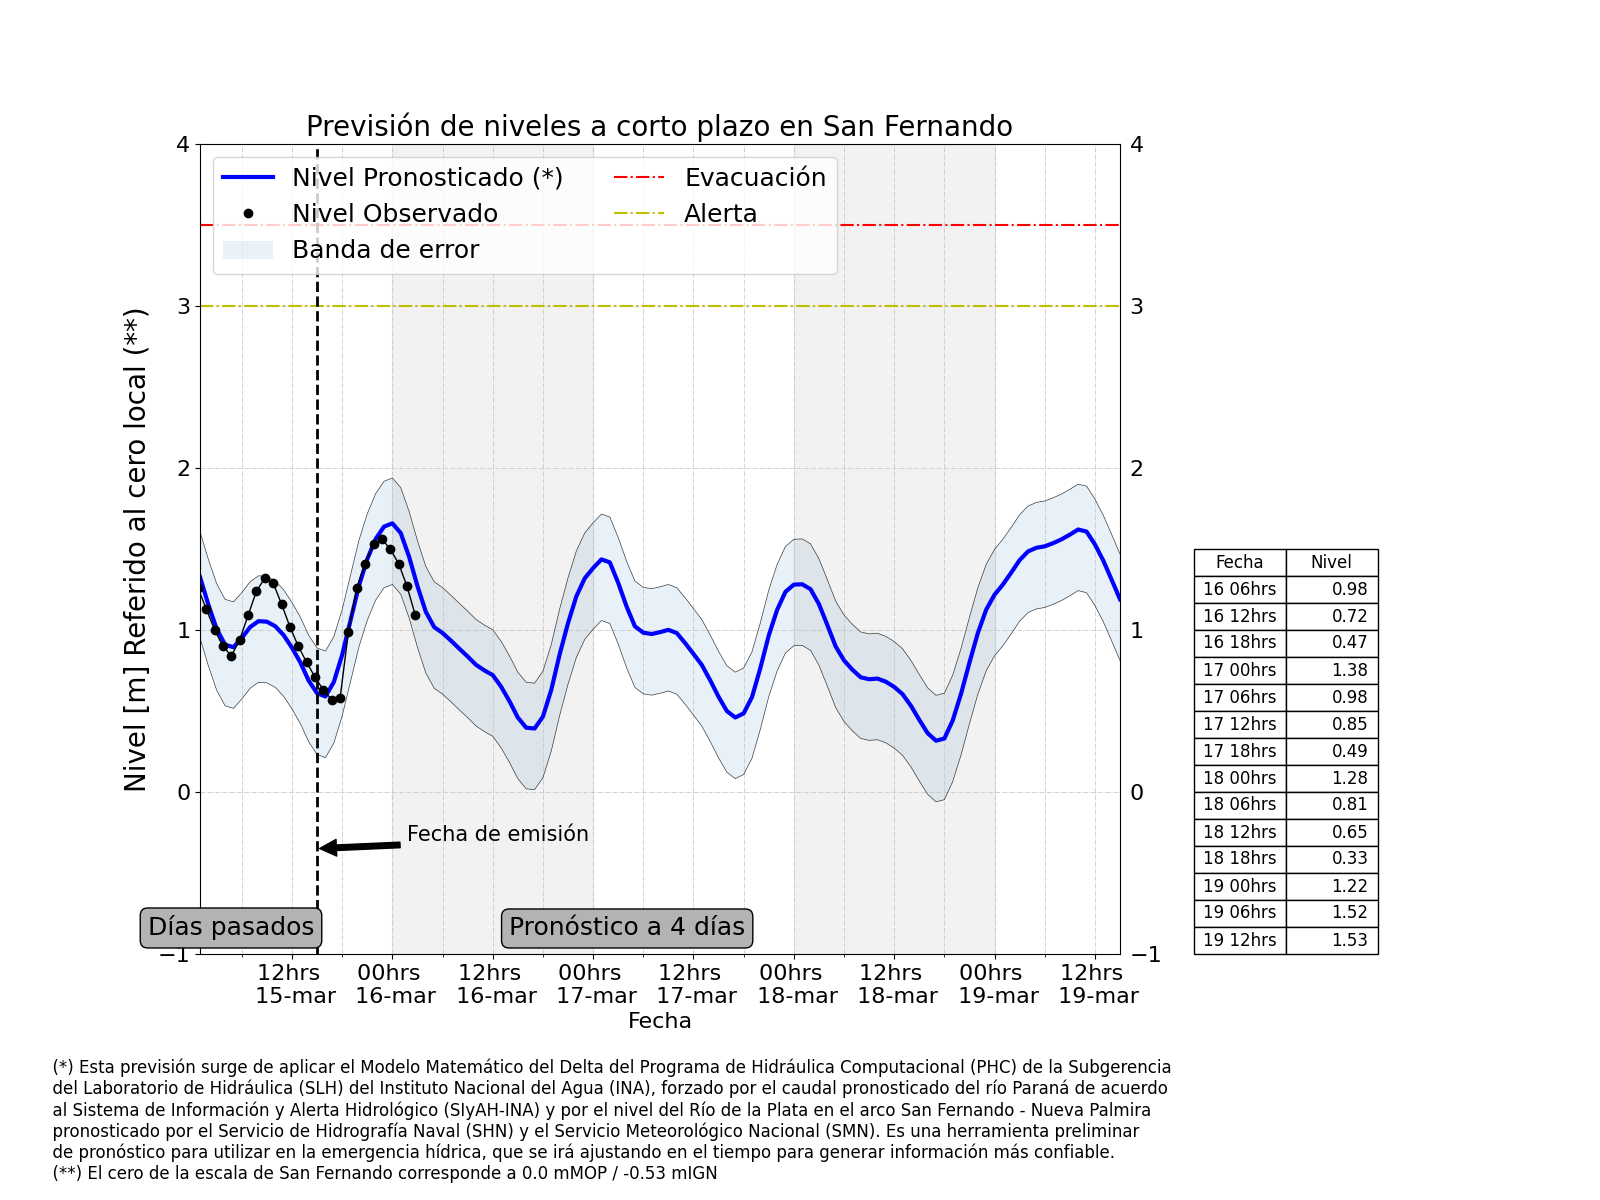 Previsión de niveles a corto plazo en San Fernando
Nivel Pronosticado (*)
Nivel Observado
Banda de error
Evacuación
Alerta
Nivel [m] Referido al cero local (**)
4
3
2
1
0
−1
4
3
2
1
0
−1
Fecha de emisión
Días pasados
Pronóstico a 4 días
12hrs 00hrs 12hrs 00hrs 12hrs 00hrs 12hrs 00hrs 12hrs
15-mar 16-mar 16-mar 17-mar 17-mar 18-mar 18-mar 19-mar 19-mar
Fecha
Fecha Nivel
16 06hrs 0.98
16 12hrs 0.72
16 18hrs 0.47
17 00hrs 1.38
17 06hrs 0.98
17 12hrs 0.85
17 18hrs 0.49
18 00hrs 1.28
18 06hrs 0.81
18 12hrs 0.65
18 18hrs 0.33
19 00hrs 1.22
19 06hrs 1.52
19 12hrs 1.53
(*) Esta previsión surge de aplicar el Modelo Matemático del Delta del Programa de Hidráulica Computacional (PHC) de la Subgerencia
del Laboratorio de Hidráulica (SLH) del Instituto Nacional del Agua (INA), forzado por el caudal pronosticado del río Paraná de acuerdo
al Sistema de Información y Alerta Hidrológico (SIyAH-INA) y por el nivel del Río de la Plata en el arco San Fernando - Nueva Palmira
pronosticado por el Servicio de Hidrografía Naval (SHN) y el Servicio Meteorológico Nacional (SMN). Es una herramienta preliminar
de pronóstico para utilizar en la emergencia hídrica, que se irá ajustando en el tiempo para generar información más confiable.
(**) El cero de la escala de San Fernando corresponde a 0.0 mMOP / -0.53 mIGN